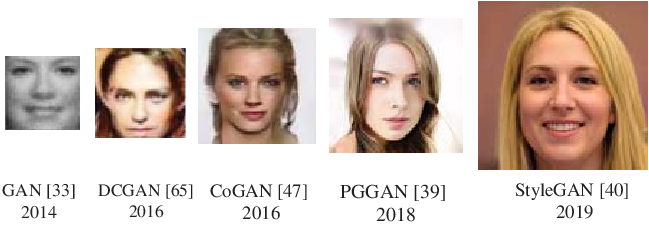 GAN [33] DCGAN [65] CoGAN [47] PGGAN [39] StyleGAN [40]
2014 2016 2016 2018 2019